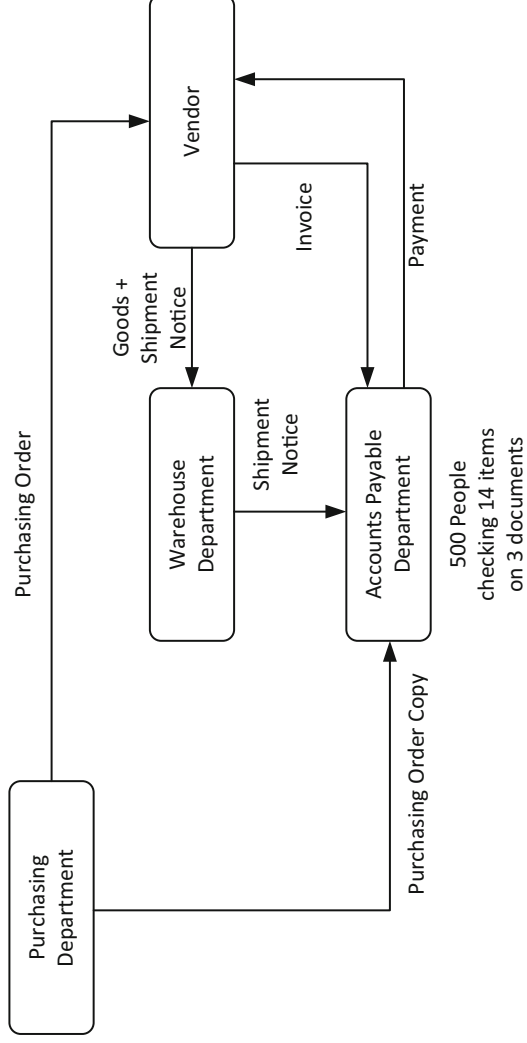 Purchasing
Department
Purchasing Order
Vendor
Goods +
Shipment
Notice
Warehouse
Department
Shipment
Notice
Invoice
Accounts Payable
Department
Payment
Purchasing Order Copy
500 People
checking 14 items
on 3 documents